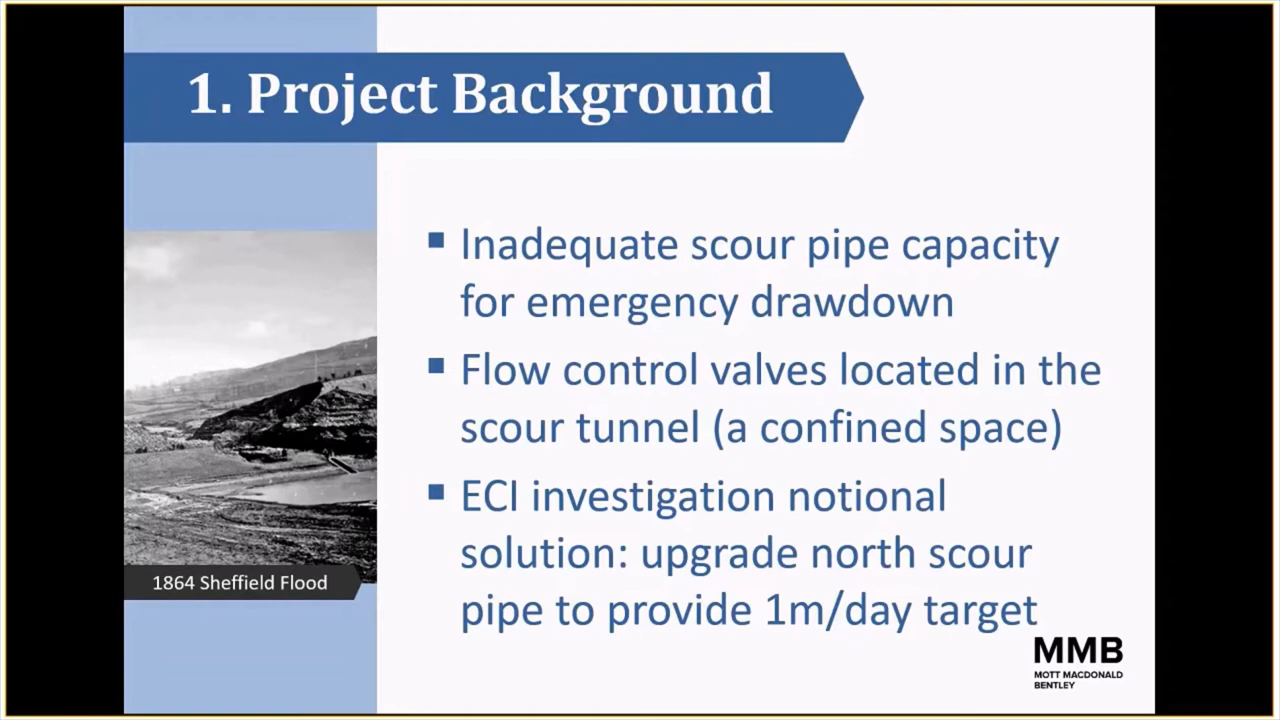 1. Project Background
▪ Inadequate scour pipe capacity
for emergency drawdown
▪ Flow control valves located in the
scour tunnel (a confined space)
▪ ECI investigation notional
solution: upgrade north scour
pipe to provide 1m/day target
1864 Sheffield Flood
MMB
MOTT MACDONALD
BENTLEY